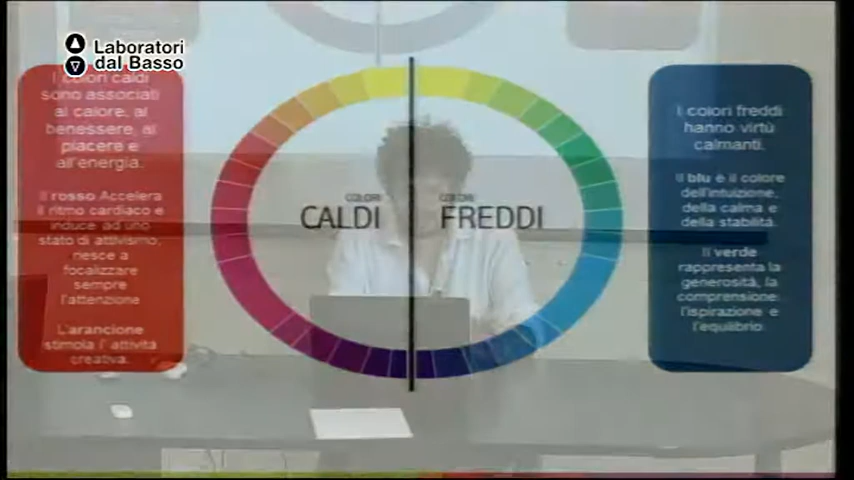 Laboratori
dal Basso
I colori caldi
sono associati
al calore, al
benessere, al
piacere e
all'energia.
Il rosso Accelera
il ritmo cardiaco e
induce ad uno
stato di attivismo,
riesce a
focalizzare
sempre
l'attenzione
L'arancione
stimola l' attività
creativa.
COLORI
CALDI
COLORI
FREDDI
I colori freddi
hanno virtù
calmanti.
Il blu è il colore
dell'intuizione,
della calma e
della stabilità.
Il verde
rappresenta la
generosità, la
comprensione,
l'ispirazione e
l'equilibrio